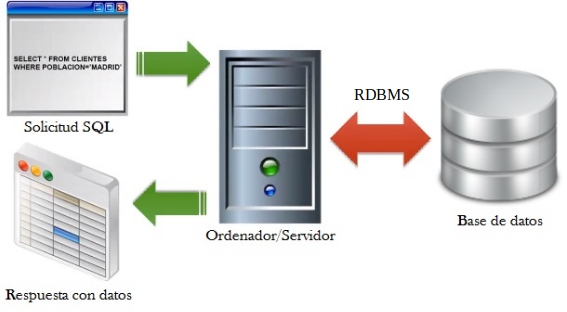 SELECT * FROM CLIENTES
WHERE POBLACION='MADRID'
Solicitud SQL
RDBMS
Base de datos
Ordenador/Servidor
Respuesta con datos